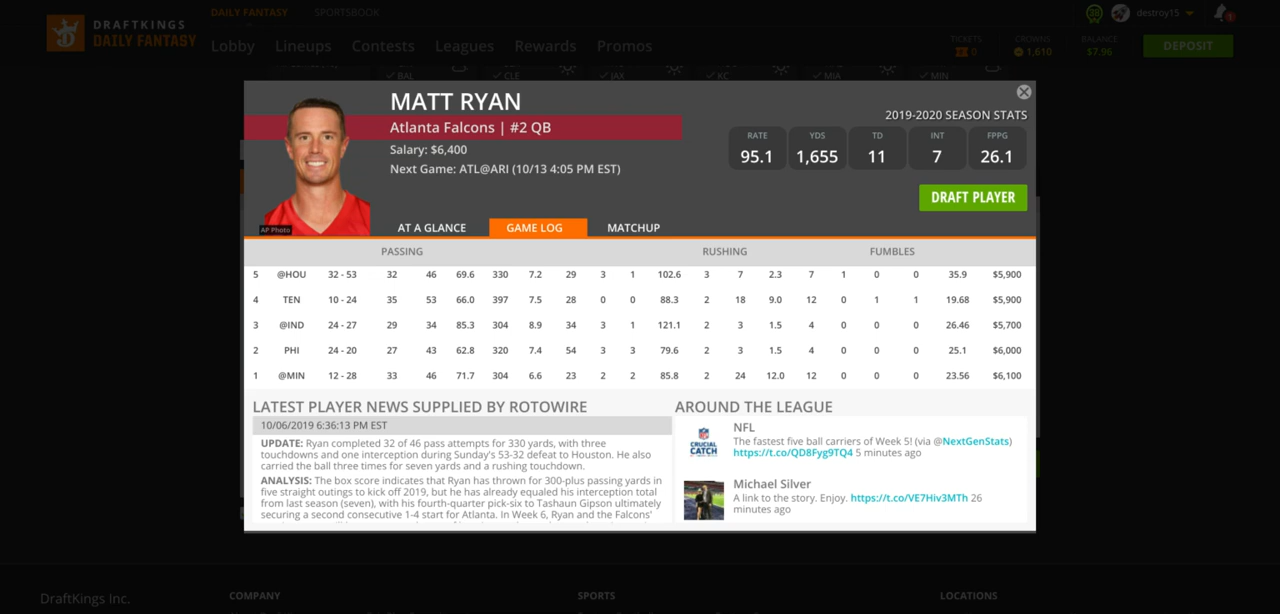 DRAFTKINGS
DAILY FANTASY
DAILY FANTASY SPORTSBOOK
Lobby Lineups Contests Leagues Rewards Promos
38 destroy15 1
TICKETS CROWNS BALANCE
0 1,610 $7.96
DEPOSIT
BAL CLE JAX KC MIA MIN
MATT RYAN
Atlanta Falcons | #2 QB
Salary: $6,400
Next Game: ATL@ARI (10/13 4:05 PM EST)
AP Photo
2019-2020 SEASON STATS
RATE YDS TD INT FPPG
95.1 1,655 11 7 26.1
DRAFT PLAYER
AT A GLANCE GAME LOG MATCHUP
PASSING RUSHING FUMBLES
5 @HOU 32 - 53 32 46 69.6 330 7.2 29 3 1 102.6 3 7 2.3 7 1 0 0 35.9 $5,900
4 TEN 10 - 24 35 53 66.0 397 7.5 28 0 0 88.3 2 18 9.0 12 0 1 1 19.68 $5,900
3 @IND 24 - 27 29 34 85.3 304 8.9 34 3 1 121.1 2 3 1.5 4 0 0 0 26.46 $5,700
2 PHI 24 - 20 27 43 62.8 320 7.4 54 3 3 79.6 2 3 1.5 4 0 0 0 25.1 $6,000
1 @MIN 12 - 28 33 46 71.7 304 6.6 23 2 2 85.8 2 24 12.0 12 0 0 0 23.56 $6,100
LATEST PLAYER NEWS SUPPLIED BY ROTOWIRE
10/06/2019 6:36:13 PM EST
UPDATE: Ryan completed 32 of 46 pass attempts for 330 yards, with three
touchdowns and one interception during Sunday's 53-32 defeat to Houston. He also
carried the ball three times for seven yards and a rushing touchdown.
ANALYSIS: The box score indicates that Ryan has thrown for 300-plus passing yards in
five straight outings to kick off 2019, but he has already equaled his interception total
from last season (seven), with his fourth-quarter pick-six to Tashaun Gipson ultimately
securing a second consecutive 1-4 start for Atlanta. In Week 6, Ryan and the Falcons'
AROUND THE LEAGUE
CRUCIAL
CATCH
NFL
The fastest five ball carriers of Week 5! (via @NextGenStats)
https://t.co/QD8Fyg9TQ4 5 minutes ago
Michael Silver
A link to the story. Enjoy. https://t.co/VE7Hiv3MTh 26
minutes ago
DraftKings Inc.
COMPANY SPORTS LOCATIONS